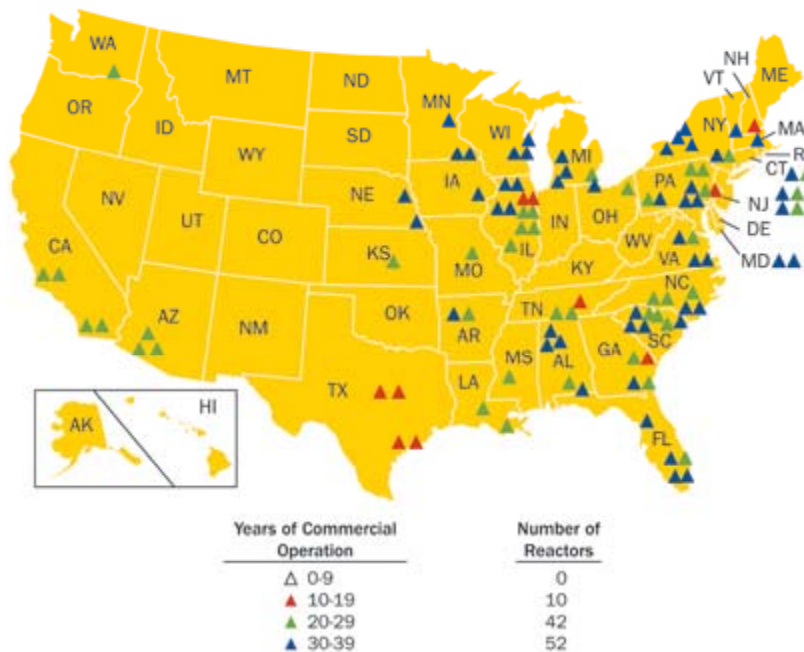 WA
MT
ND
MN
OR
ID
SD
WI
WY
MI
NH
VT
ME
NY
MA
R
CT
NV
NE
IA
PA
NJ
UT
CO
IL
IN
OH
DE
CA
KS
MO
WV
VA
MD
KY
AZ
NM
OK
AR
TN
NC
SC
MS
AL
GA
TX
LA
FL
AK
HI
Years of Commercial Operation
Number of Reactors
0-9 0
10-19 10
20-29 42
30-39 52